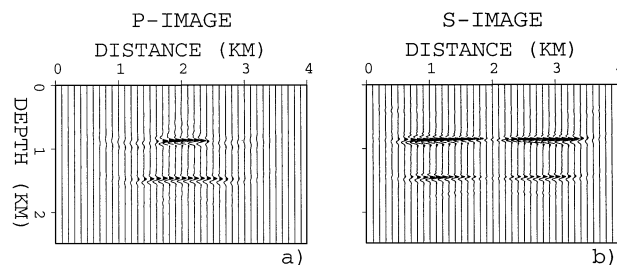 P-IMAGE
DISTANCE (KM)
0 1 2 3 4
DEPTH (KM)
0
1
2
a)
S-IMAGE
DISTANCE (KM)
0 1 2 3 4
b)